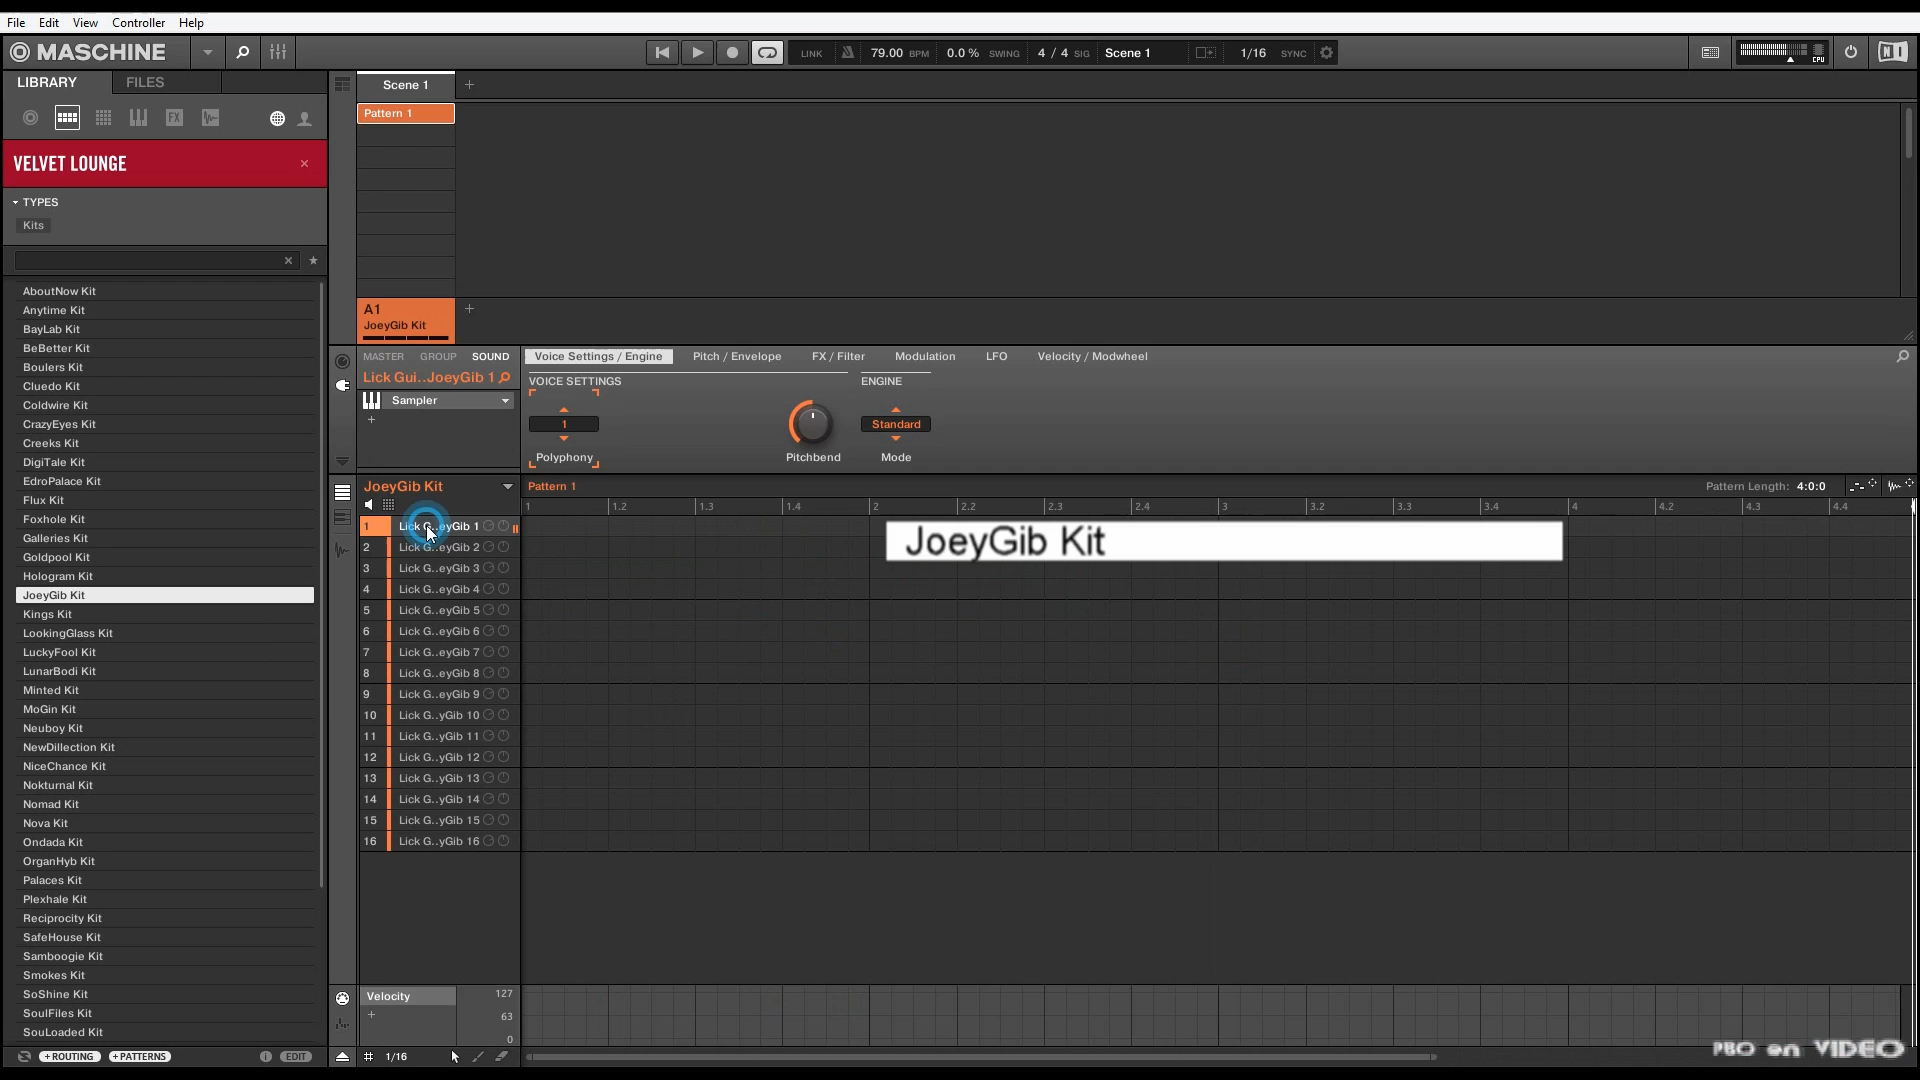 File Edit View Controller Help
MASCHINE
LINK 79.00 BPM 0.0 % SWING 4 / 4 SIG Scene 1 1/16 SYNC
CPU
LIBRARY FILES
Scene 1 +
FX
Pattern 1
VELVET LOUNGE ×
TYPES
Kits
AboutNow Kit
Anytime Kit
BayLab Kit
BeBetter Kit
Boulers Kit
Cluedo Kit
Coldwire Kit
CrazyEyes Kit
Creeks Kit
DigiTale Kit
EdroPalace Kit
Flux Kit
Foxhole Kit
Galleries Kit
Goldpool Kit
Hologram Kit
JoeyGib Kit
Kings Kit
LookingGlass Kit
LuckyFool Kit
LunarBodi Kit
Minted Kit
MoGin Kit
Neuboy Kit
NewDillection Kit
NiceChance Kit
Nokturnal Kit
Nomad Kit
Nova Kit
Ondada Kit
OrganHyb Kit
Palaces Kit
Plexhale Kit
Reciprocity Kit
SafeHouse Kit
Samboogie Kit
Smokes Kit
SoShine Kit
SoulFiles Kit
SouLoaded Kit
+ROUTING +PATTERNS i EDIT
A1 +
JoeyGib Kit
MASTER GROUP SOUND
Lick Gui..JoeyGib 1
Sampler
+
Voice Settings / Engine Pitch / Envelope FX / Filter Modulation LFO Velocity / Modwheel
VOICE SETTINGS ENGINE
1 Standard
Polyphony Pitchbend Mode
JoeyGib Kit
Pattern 1 Pattern Length: 4:0:0
1 1.2 1.3 1.4 2 2.2 2.3 2.4 3 3.2 3.3 3.4 4 4.2 4.3 4.4
1 Lick G..eyGib 1
2 Lick G..eyGib 2
3 Lick G..eyGib 3
4 Lick G..eyGib 4
5 Lick G..eyGib 5
6 Lick G..eyGib 6
7 Lick G..eyGib 7
8 Lick G..eyGib 8
9 Lick G..eyGib 9
10 Lick G..yGib 10
11 Lick G..yGib 11
12 Lick G..yGib 12
13 Lick G..yGib 13
14 Lick G..yGib 14
15 Lick G..yGib 15
16 Lick G..yGib 16
JoeyGib Kit
Velocity 127
+ 63
0
1/16
PBO en VIDEO